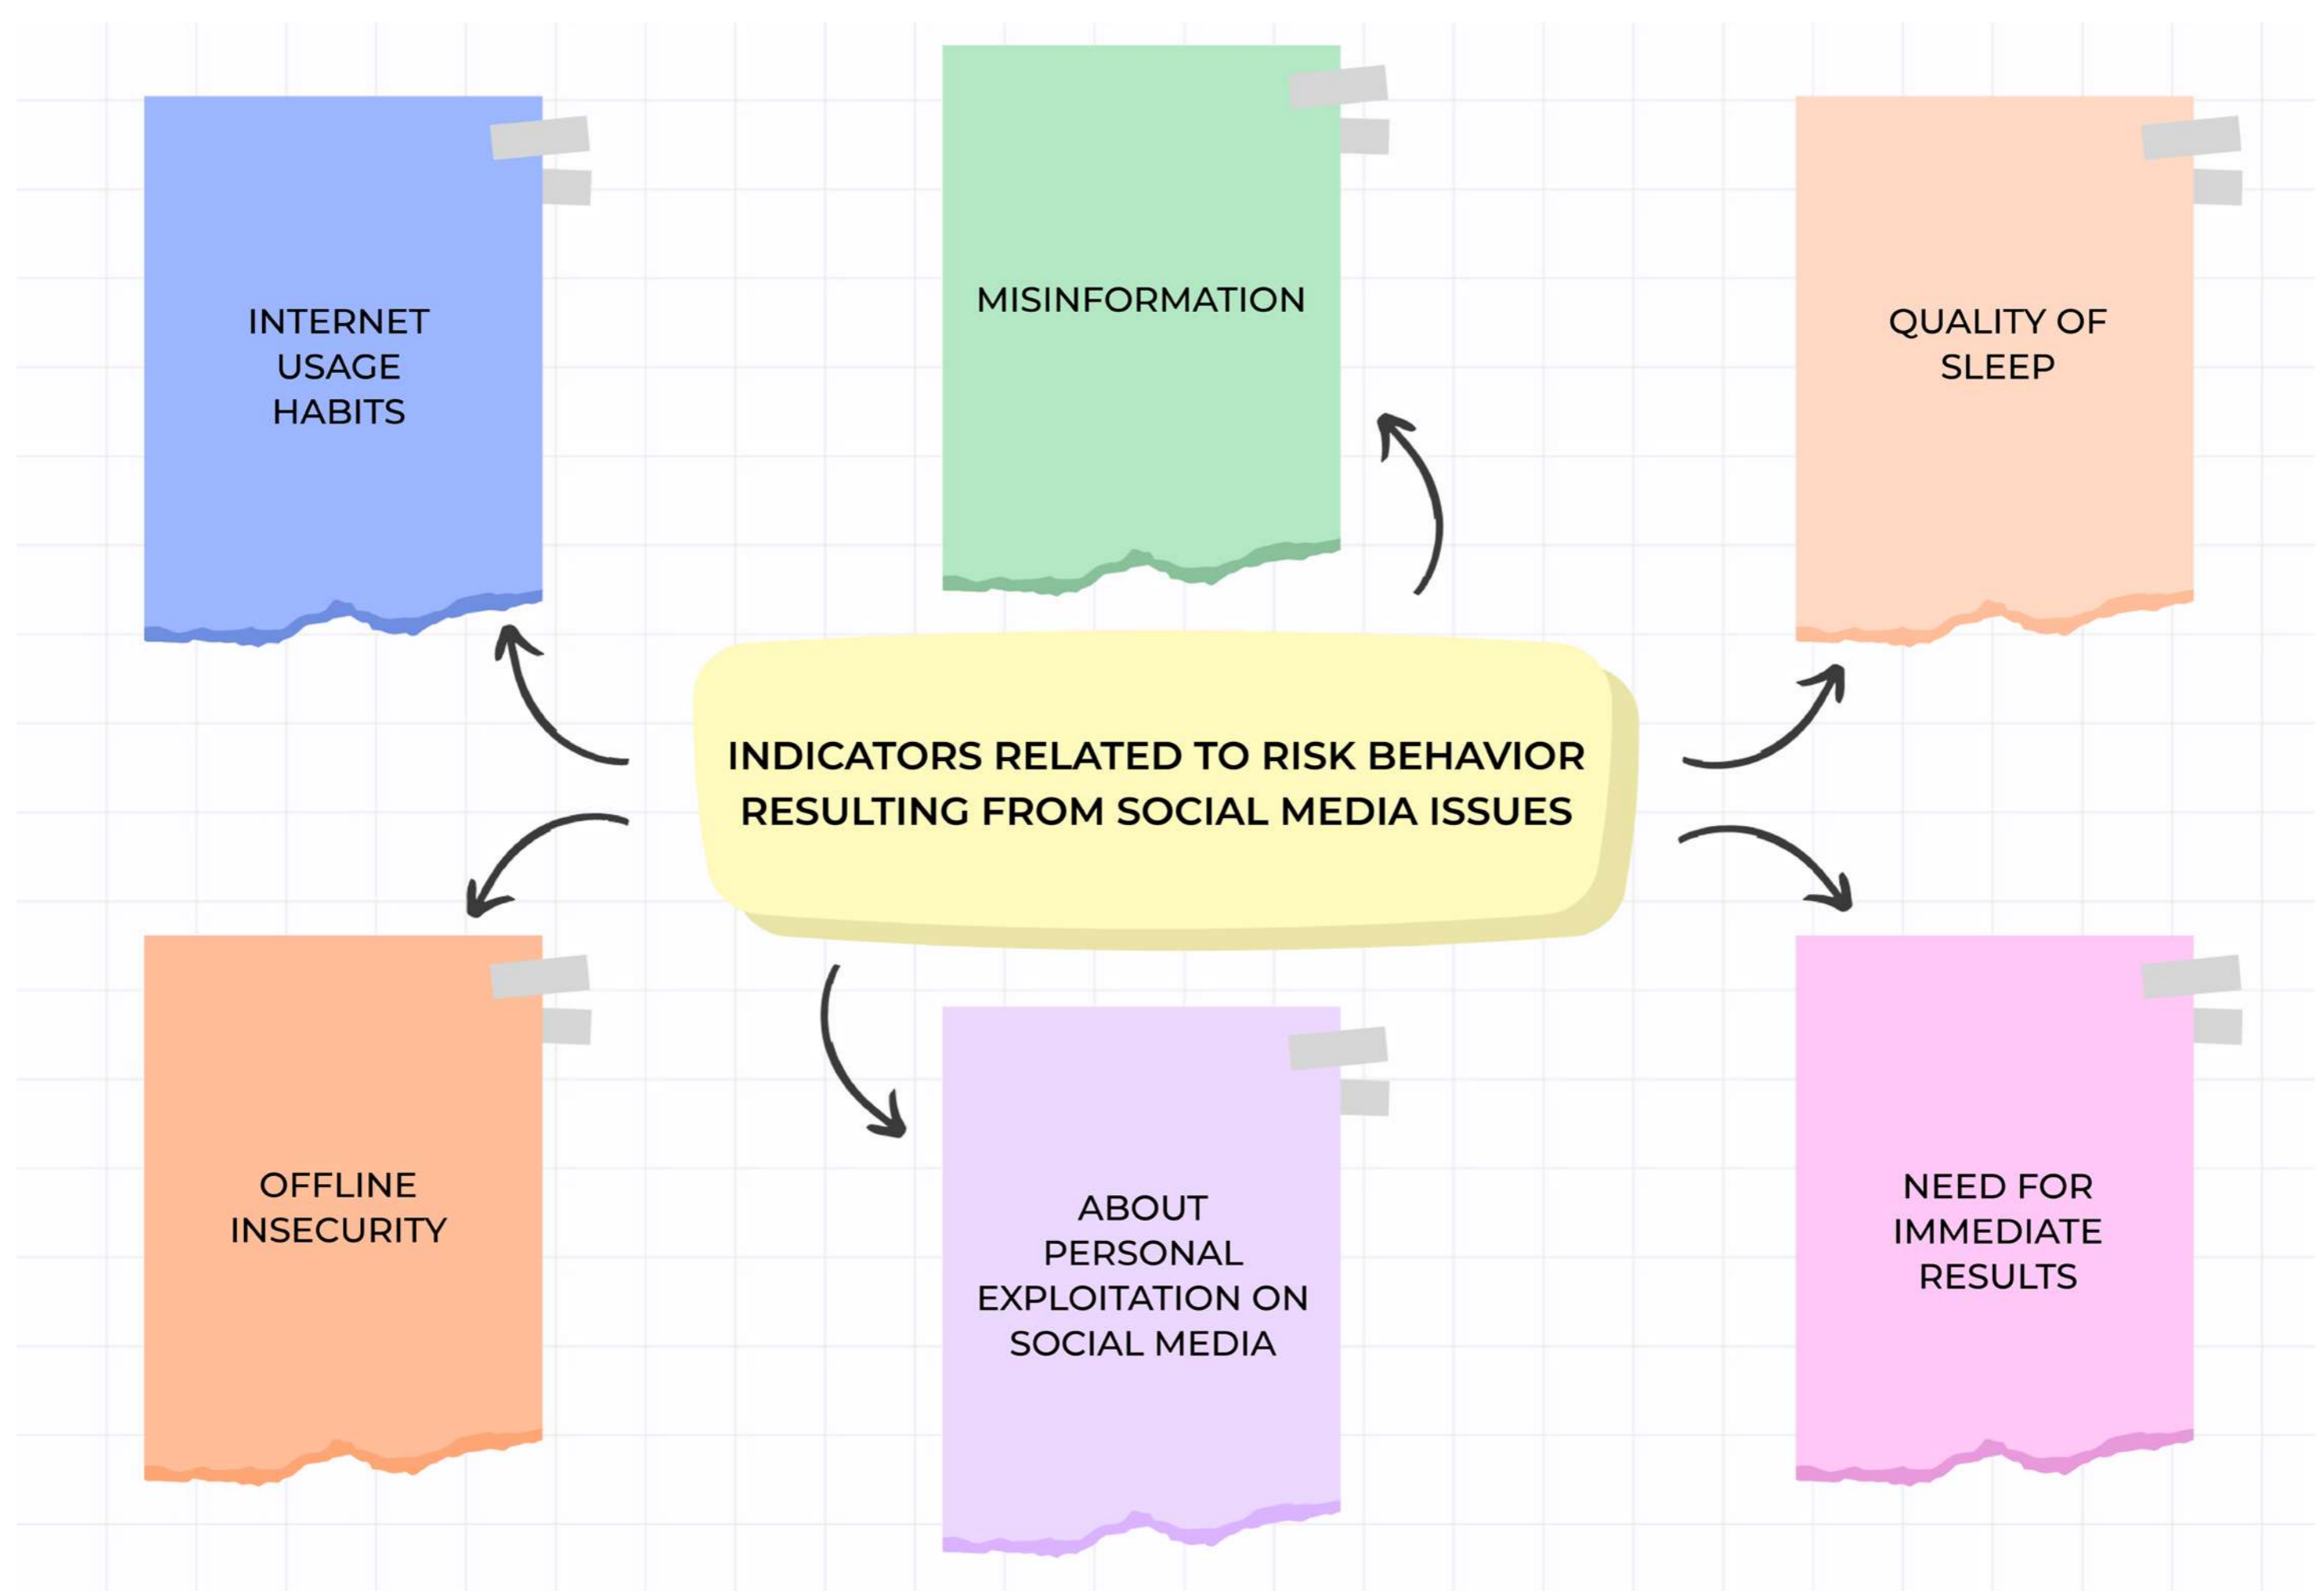 INTERNET
USAGE
HABITS
MISINFORMATION
QUALITY OF
SLEEP
INDICATORS RELATED TO RISK BEHAVIOR
RESULTING FROM SOCIAL MEDIA ISSUES
OFFLINE
INSECURITY
ABOUT
PERSONAL
EXPLOITATION ON
SOCIAL MEDIA
NEED FOR
IMMEDIATE
RESULTS